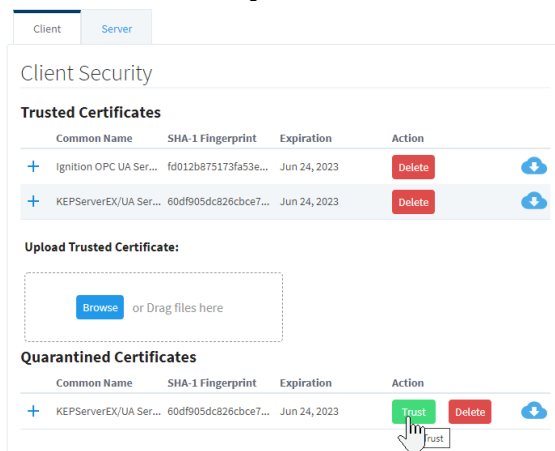 Client Server
Client Security
Trusted Certificates
Common Name SHA-1 Fingerprint Expiration Action
+ Ignition OPC UA Ser... fd012b875173fa53e... Jun 24, 2023 Delete
+ KEPServerEX/UA Ser... 60df905dc826cbce7... Jun 24, 2023 Delete
Upload Trusted Certificate:
Browse or Drag files here
Quarantined Certificates
Common Name SHA-1 Fingerprint Expiration Action
+ KEPServerEX/UA Ser... 60df905dc826cbce7... Jun 24, 2023 Trust Delete
Trust